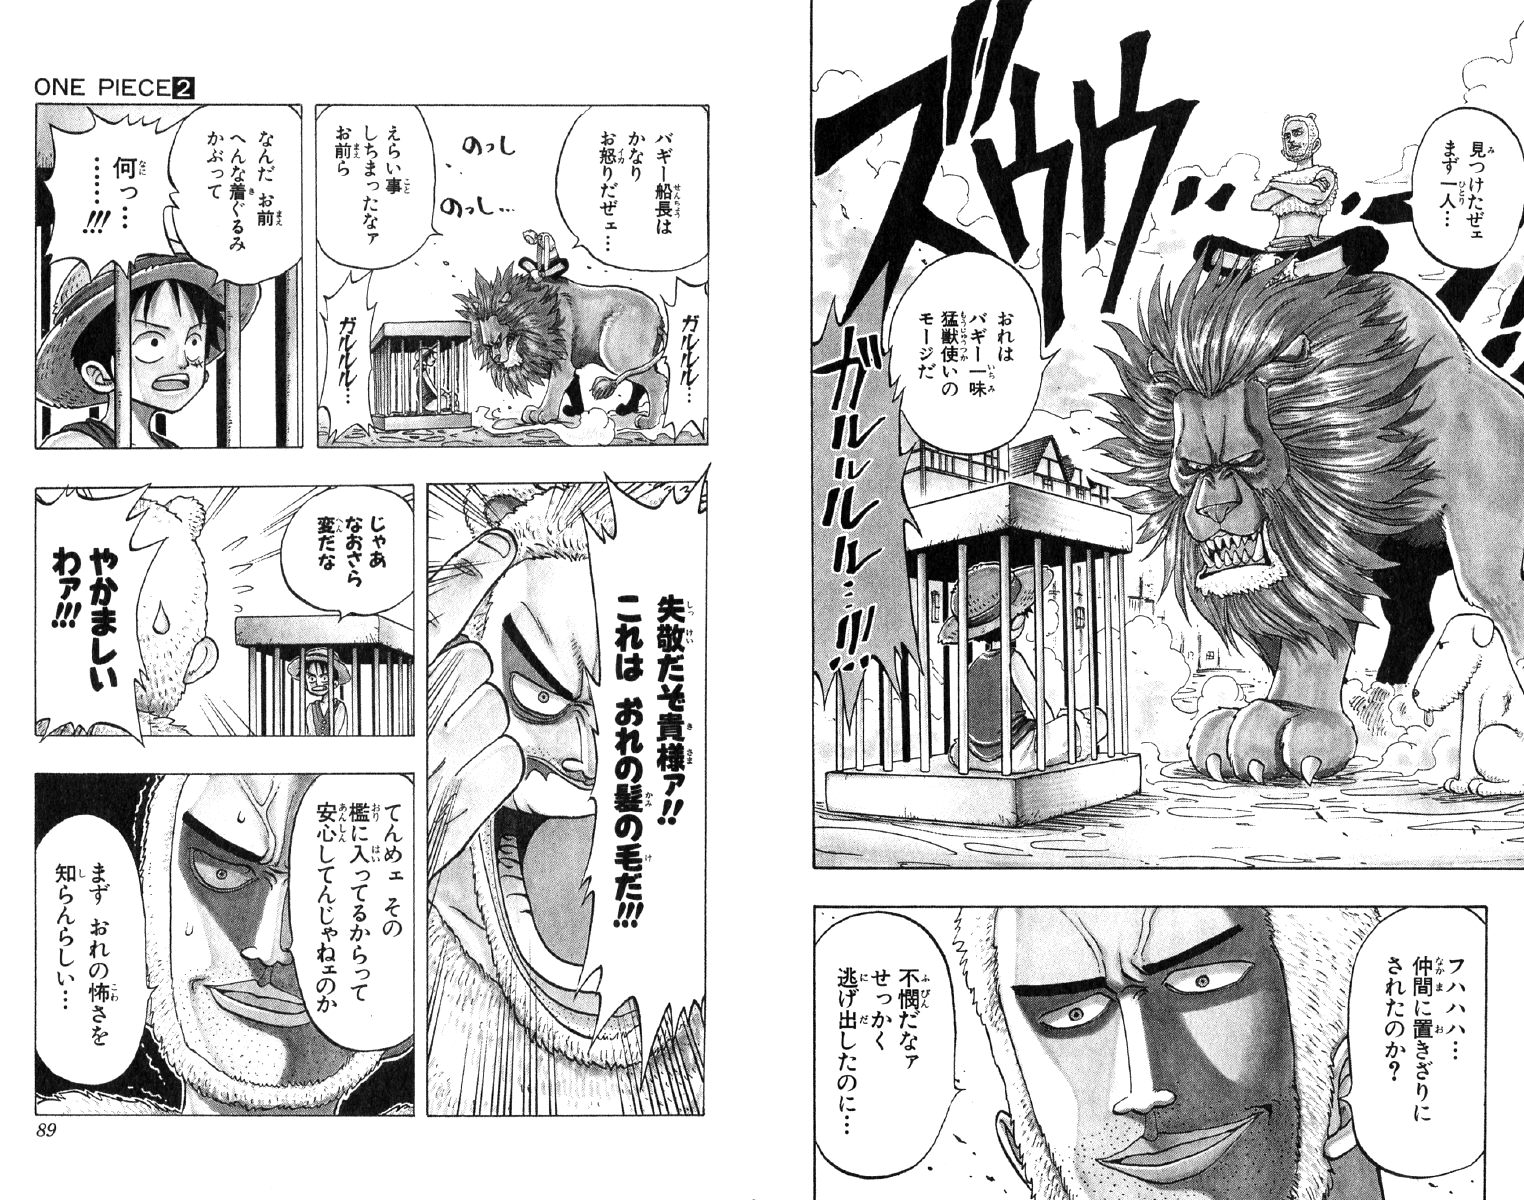 見つけたぜェ
まず一人…
ズゥウウ
おれは
バギー一味
猛獣使いの
モージだ
ガルルルルル…!!!
フハハハ…
仲間に置きざりに
されたのか?
不憫だなァ
せっかく
逃げ出したのに…
ONE PIECE 2
バギー船長は
かなり
お怒りだぜェ…
のっし
のっし…
えらい事
しちまったなァ
お前ら
ガルルル…
ガルルル…
なんだ お前
へんな着ぐるみ
かぶって
何っ…
……!!!
失敬だぞ貴様ァ!!
これは おれの髪の毛だ!!!
じゃあ
なおさら
変だな
やかましい
わァ!!!
てんめェ その
檻に入ってるからって
安心してんじゃねェのか
まず おれの怖さを
知らんらしい…
89